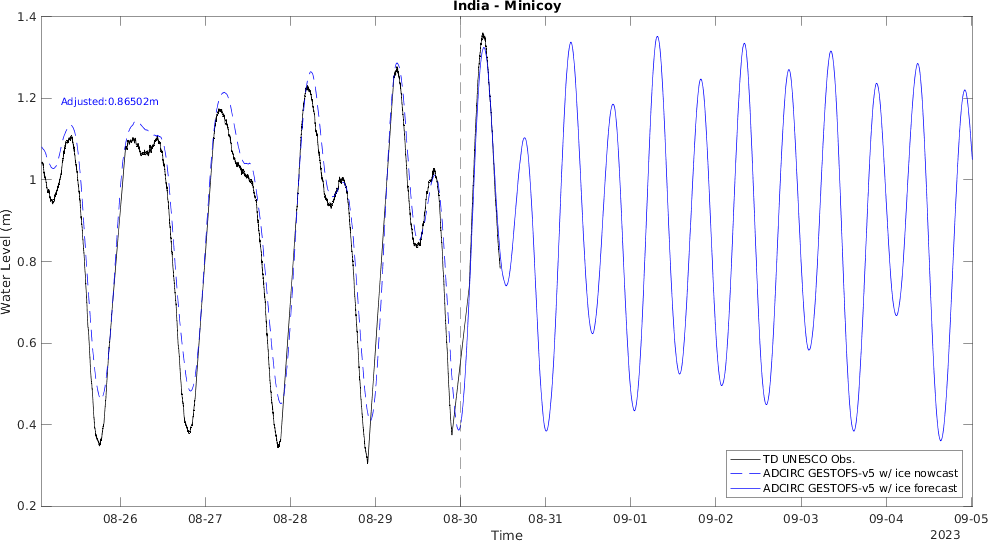 India - Minicoy
1.4
1.2
1
0.8
0.6
0.4
0.2
Water Level (m)
Adjusted:0.86502m
TD UNESCO Obs.
ADCIRC GESTOFS-v5 w/ ice nowcast
ADCIRC GESTOFS-v5 w/ ice forecast
08-26 08-27 08-28 08-29 08-30 08-31 09-01 09-02 09-03 09-04 09-05
Time
2023